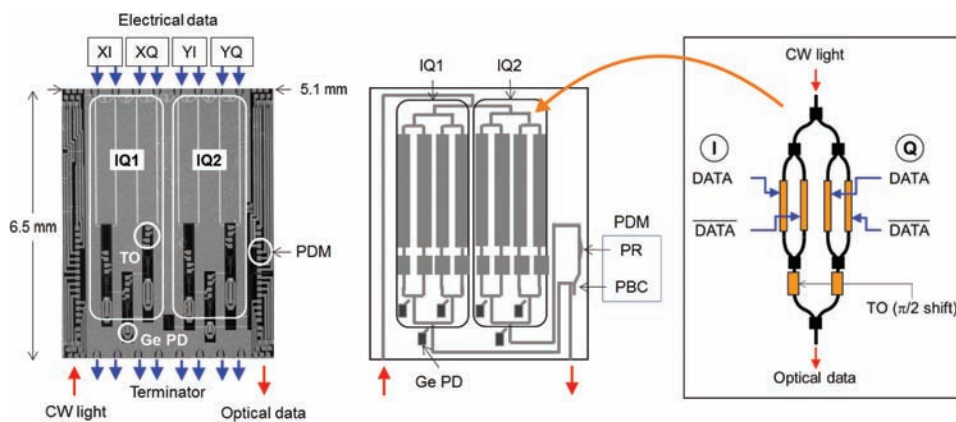 Electrical data
XI XQ YI YQ
5.1 mm
IQ1 IQ2
6.5 mm
TO
PDM
Ge PD
Terminator
CW light
Optical data
IQ1 IQ2
PDM
PR
PBC
Ge PD
CW light
I Q
DATA DATA
DATA DATA
TO (π/2 shift)
Optical data